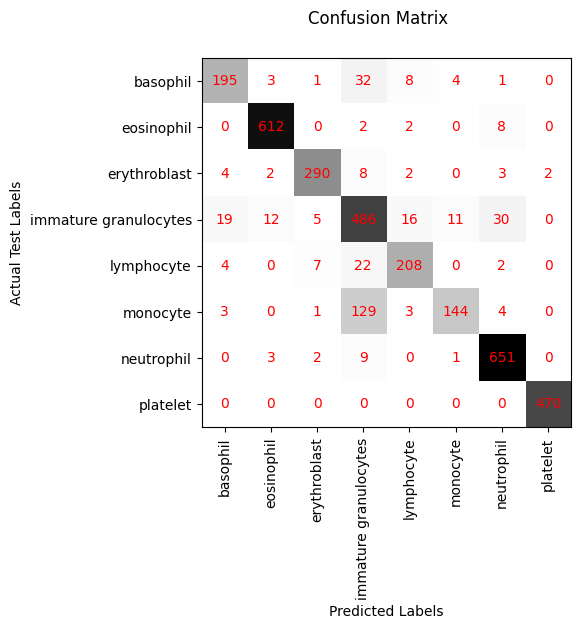 Confusion Matrix
Actual Test Labels
basophil 195 3 1 32 8 4 1 0
eosinophil 0 612 0 2 2 0 8 0
erythroblast 4 2 290 8 2 0 3 2
immature granulocytes 19 12 5 486 16 11 30 0
lymphocyte 4 0 7 22 208 0 2 0
monocyte 3 0 1 129 3 144 4 0
neutrophil 0 3 2 9 0 1 651 0
platelet 0 0 0 0 0 0 0 470
basophil
eosinophil
erythroblast
immature granulocytes
lymphocyte
monocyte
neutrophil
platelet
Predicted Labels